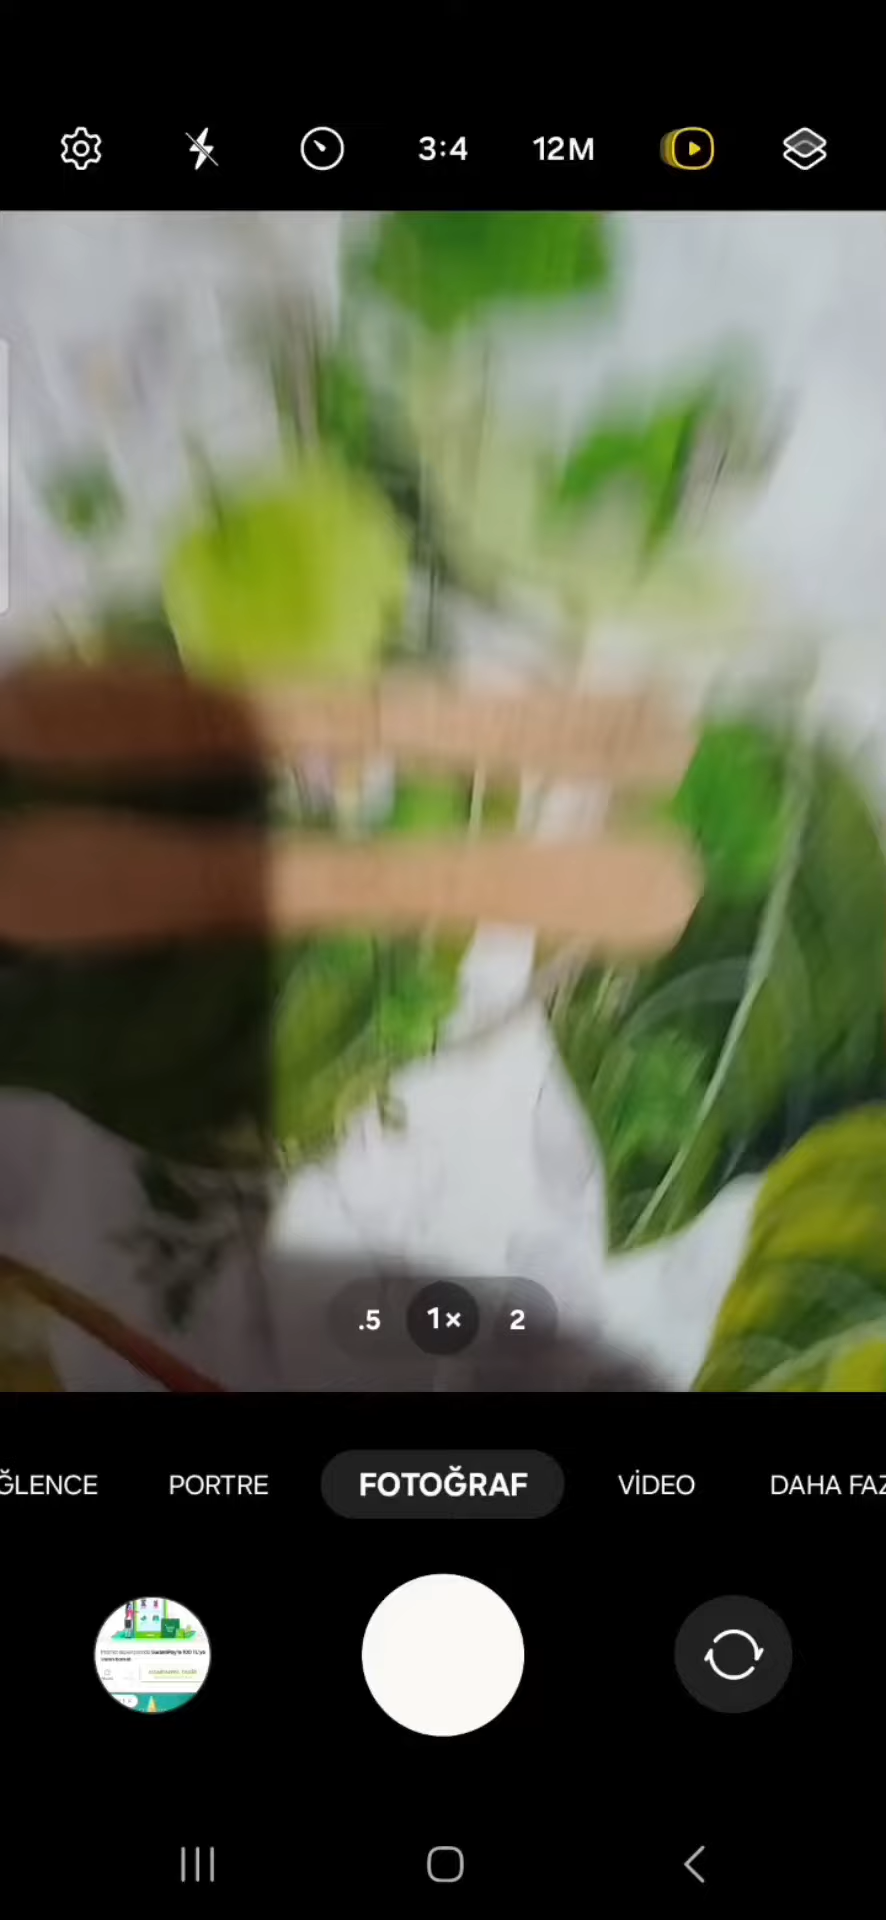 3:4
12M
.5
1×
2
ĞLENCE
PORTRE
FOTOĞRAF
VİDEO
DAHA FAZ